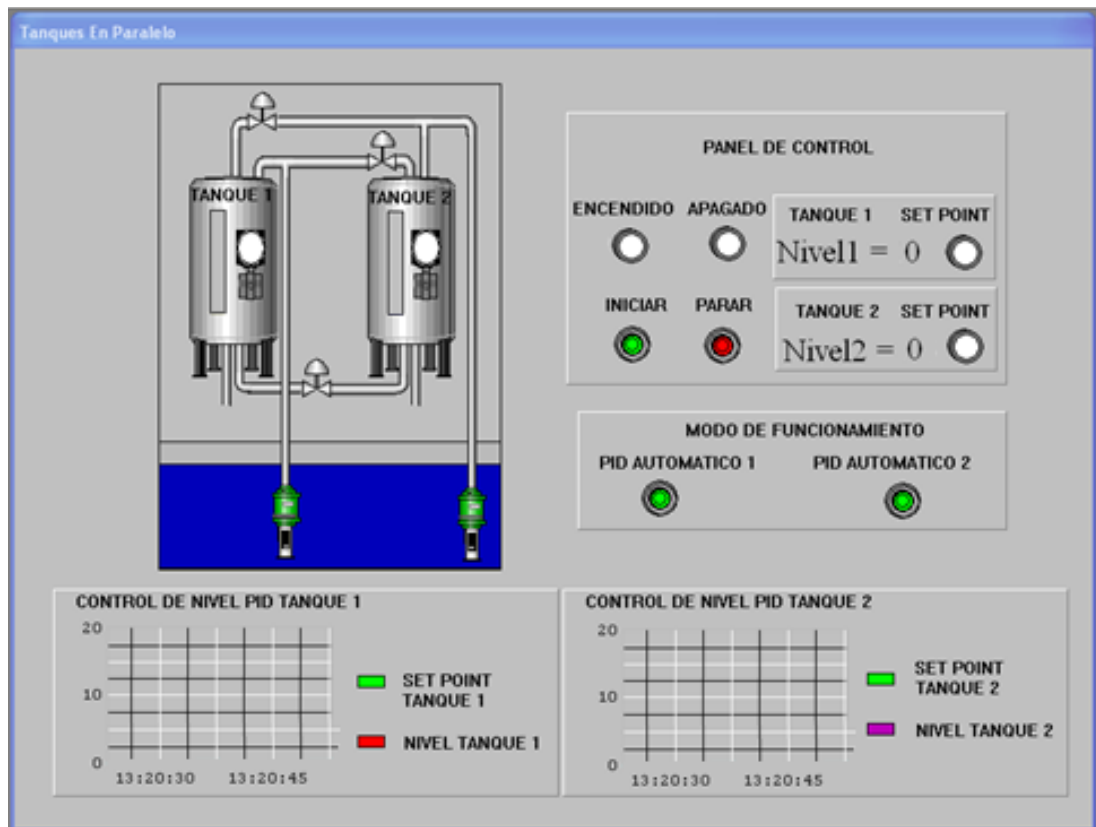 Tanques En Paralelo
TANQUE 1
TANQUE 2
PANEL DE CONTROL
ENCENDIDO APAGADO
TANQUE 1 SET POINT
Nivel1 = 0
INICIAR PARAR
TANQUE 2 SET POINT
Nivel2 = 0
MODO DE FUNCIONAMIENTO
PID AUTOMATICO 1 PID AUTOMATICO 2
CONTROL DE NIVEL PID TANQUE 1
20
10
0
13:20:30 13:20:45
SET POINT
TANQUE 1
NIVEL TANQUE 1
CONTROL DE NIVEL PID TANQUE 2
20
10
0
13:20:30 13:20:45
SET POINT
TANQUE 2
NIVEL TANQUE 2